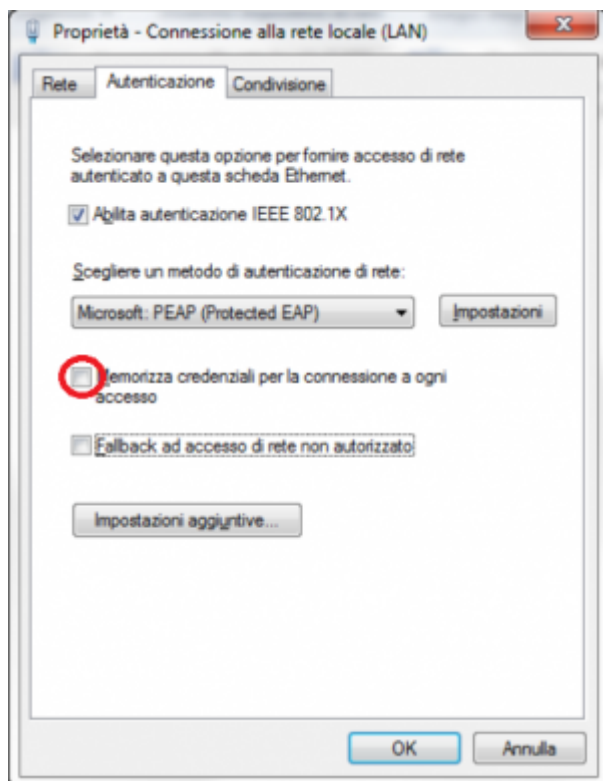 Proprietà - Connessione alla rete locale (LAN)
Rete Autenticazione Condivisione
Selezionare questa opzione per fornire accesso di rete
autenticato a questa scheda Ethernet.
Abilita autenticazione IEEE 802.1X
Scegliere un metodo di autenticazione di rete:
Microsoft: PEAP (Protected EAP) Impostazioni
Memorizza credenziali per la connessione a ogni
accesso
Fallback ad accesso di rete non autorizzato
Impostazioni aggiuntive...
OK Annulla